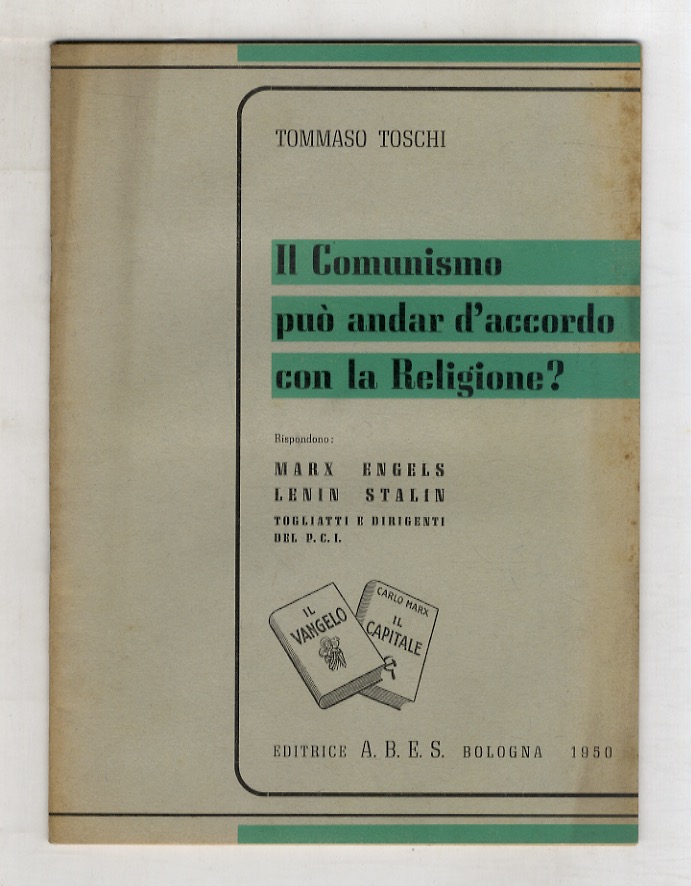 TOMMASO TOSCHI
Il Comunismo
può andar d'accordo
con la Religione?
Rispondono:
MARX ENGELS
LENIN STALIN
TOGLIATTI E DIRIGENTI
DEL P.C.I.
IL
VANGELO
CARLO MARX
IL
CAPITALE
EDITRICE A. B. E. S. BOLOGNA 1950